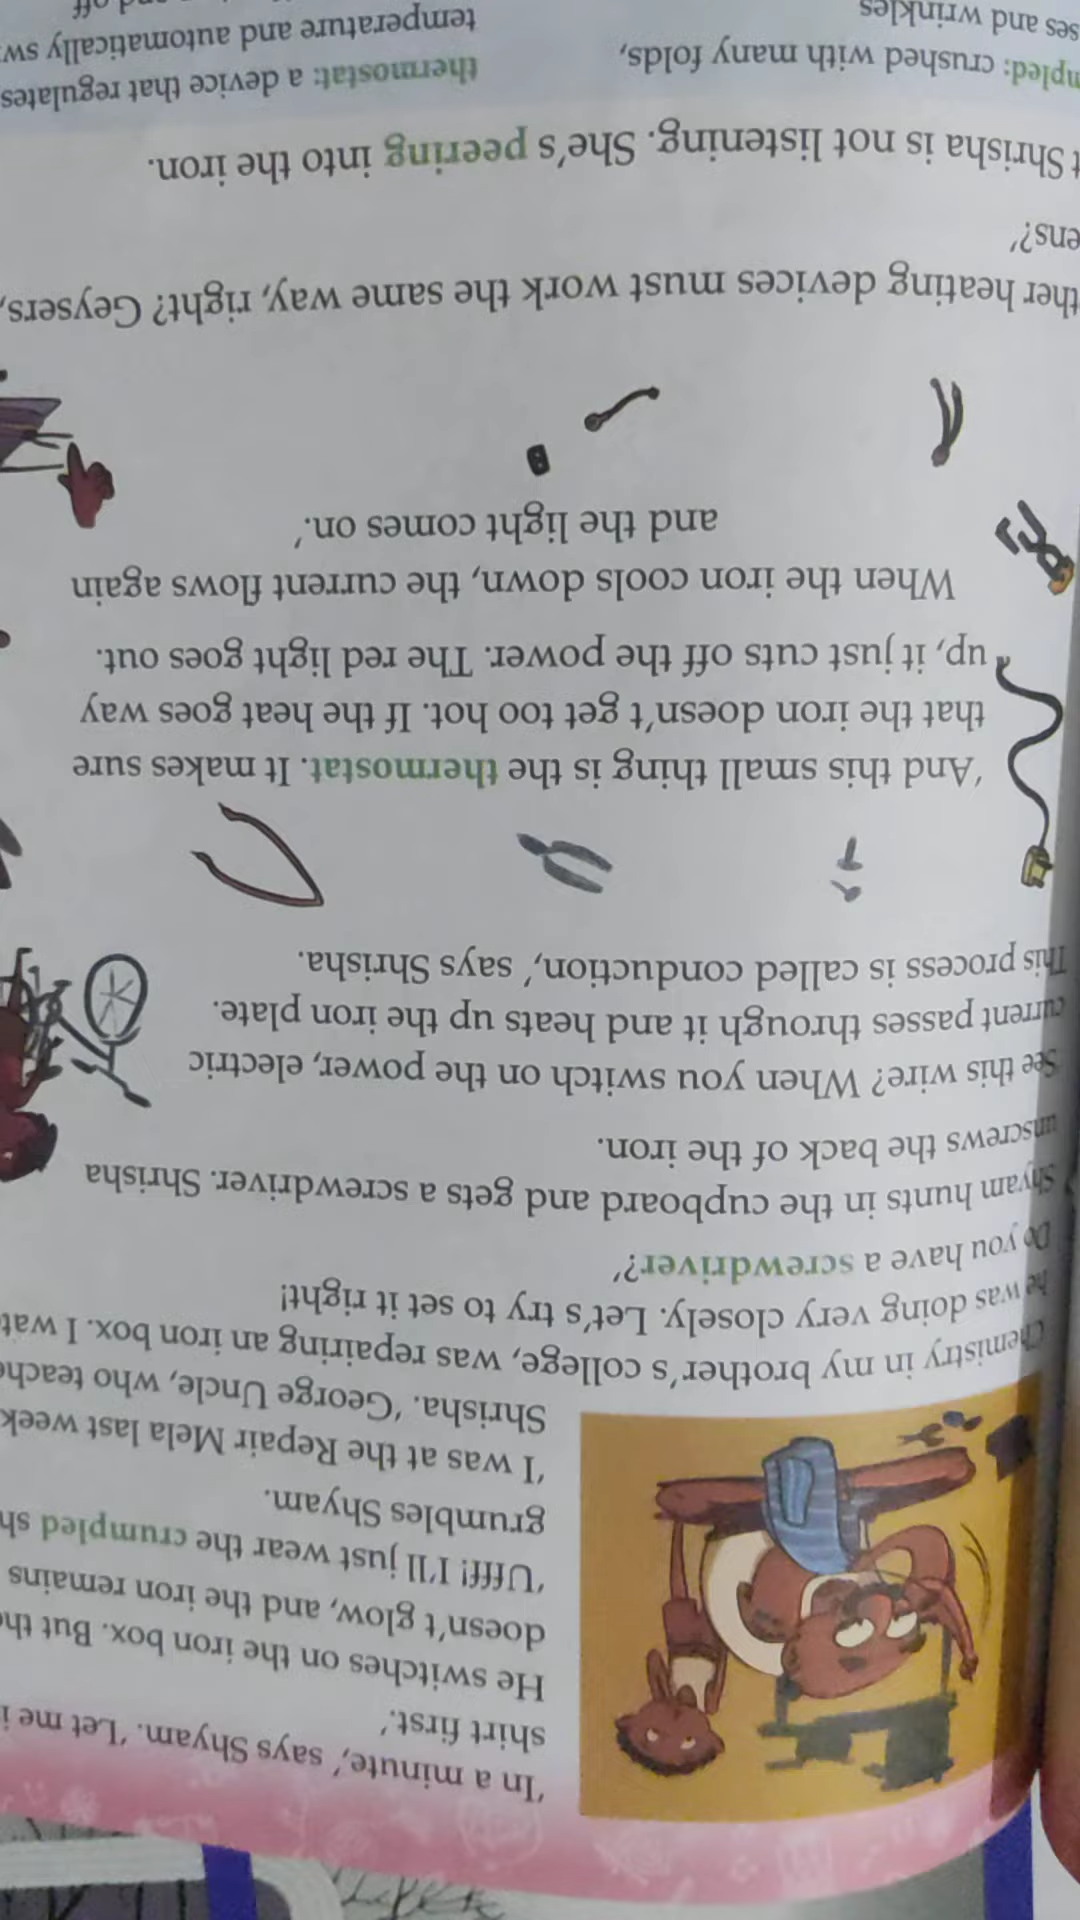 'In a minute,' says Shyam. 'Let me i
shirt first.'
He switches on the iron box. But the
doesn't glow, and the iron remains
'Ufff! I'll just wear the crumpled sh
grumbles Shyam.
'I was at the Repair Mela last week
Shrisha. 'George Uncle, who teache
Chemistry in my brother's college, was repairing an iron box. I wat
he was doing very closely. Let's try to set it right!
Do you have a screwdriver?'
Shyam hunts in the cupboard and gets a screwdriver. Shrisha
unscrews the back of the iron.
See this wire? When you switch on the power, electric
current passes through it and heats up the iron plate.
This process is called conduction,' says Shrisha.
'And this small thing is the thermostat. It makes sure
that the iron doesn't get too hot. If the heat goes way
up, it just cuts off the power. The red light goes out.
When the iron cools down, the current flows again
and the light comes on.'
ther heating devices must work the same way, right? Geysers,
ens?'
t Shrisha is not listening. She's peering into the iron.
mpled: crushed with many folds,
ses and wrinkles
thermostat: a device that regulates
temperature and automatically sw
off